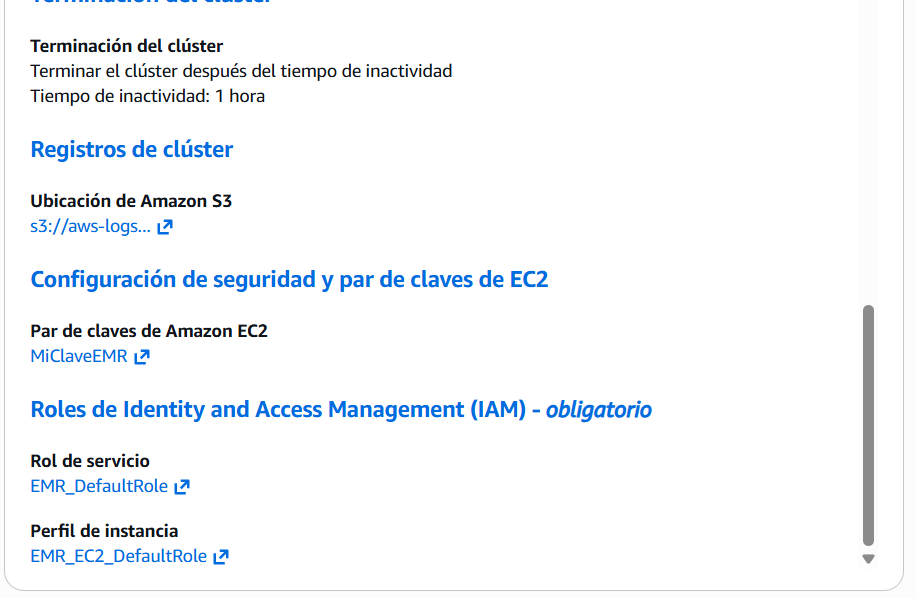 Terminación del clúster
Terminación del clúster
Terminar el clúster después del tiempo de inactividad
Tiempo de inactividad: 1 hora
Registros de clúster
Ubicación de Amazon S3
s3://aws-logs...
Configuración de seguridad y par de claves de EC2
Par de claves de Amazon EC2
MiClaveEMR
Roles de Identity and Access Management (IAM) - obligatorio
Rol de servicio
EMR_DefaultRole
Perfil de instancia
EMR_EC2_DefaultRole